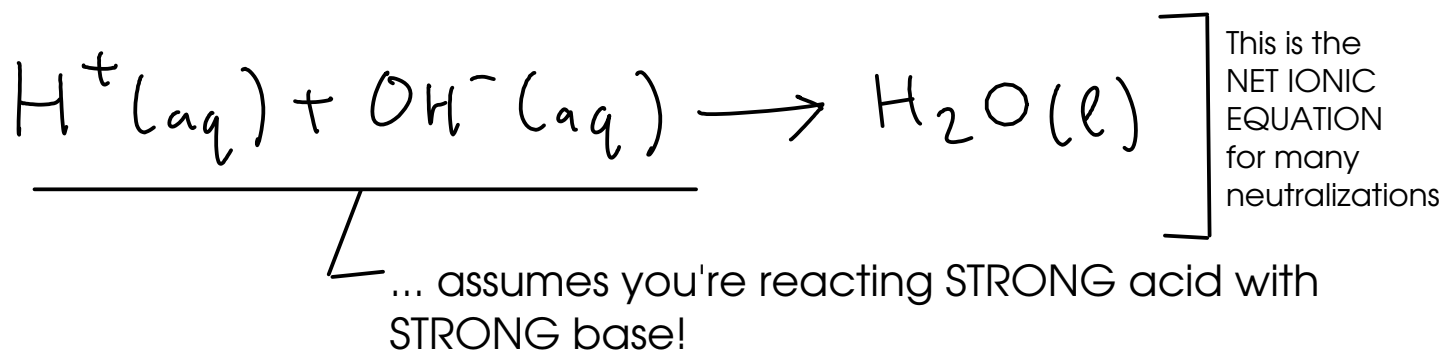 H⁺(aq) + OH⁻(aq) → H₂O(l)
This is the
NET IONIC
EQUATION
for many
neutralizations
... assumes you're reacting STRONG acid with
STRONG base!